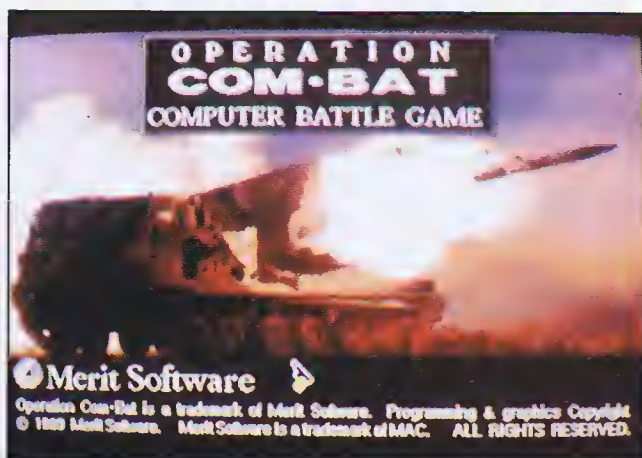 OPERATION
COM•BAT
COMPUTER BATTLE GAME
Merit Software
Operation Com-Bat is a trademark of Merit Software. Programming & graphics Copyright
© Merit Software. Merit Software is a trademark of MAC. ALL RIGHTS RESERVED.